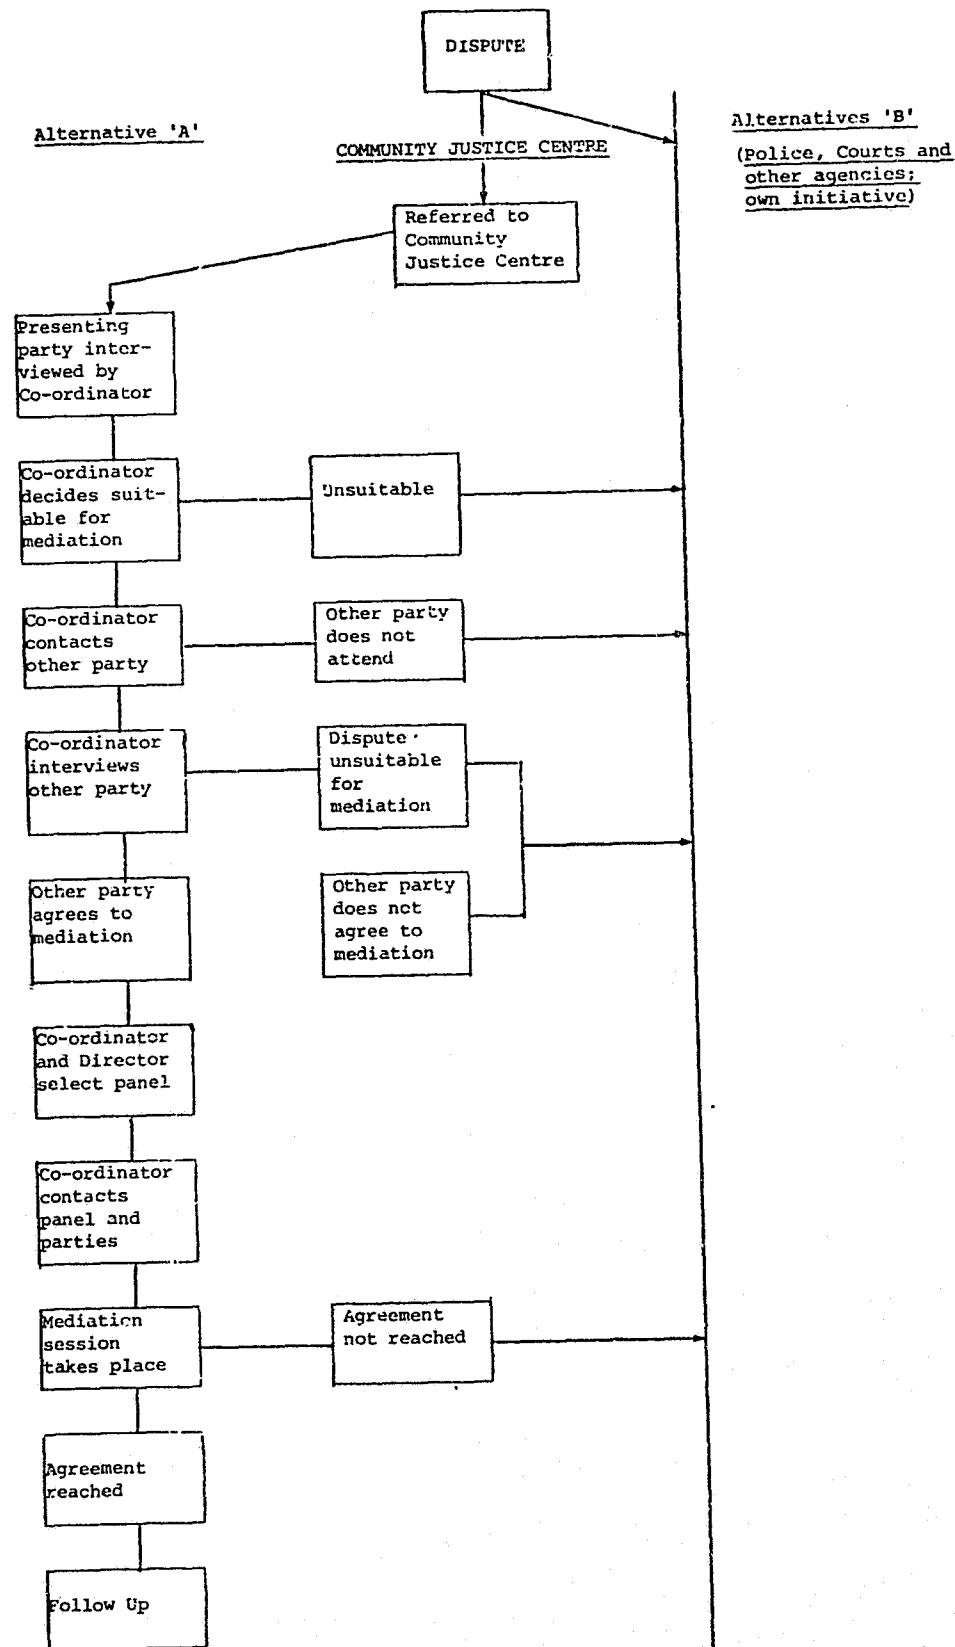 DISPUTE
Alternative 'A'
Alternatives 'B'
(Police, Courts and
other agencies;
own initiative)
COMMUNITY JUSTICE CENTRE
Referred to
Community
Justice Centre
Presenting
party inter-
viewed by
Co-ordinator
Co-ordinator
decides suit-
able for
mediation
Unsuitable
Co-ordinator
contacts
other party
Other party
does not
attend
Co-ordinator
interviews
other party
Dispute
unsuitable
for
mediation
Other party
agrees to
mediation
Other party
does not
agree to
mediation
Co-ordinator
and Director
select panel
Co-ordinator
contacts
panel and
parties
Mediation
session
takes place
Agreement
not reached
Agreement
reached
Follow Up